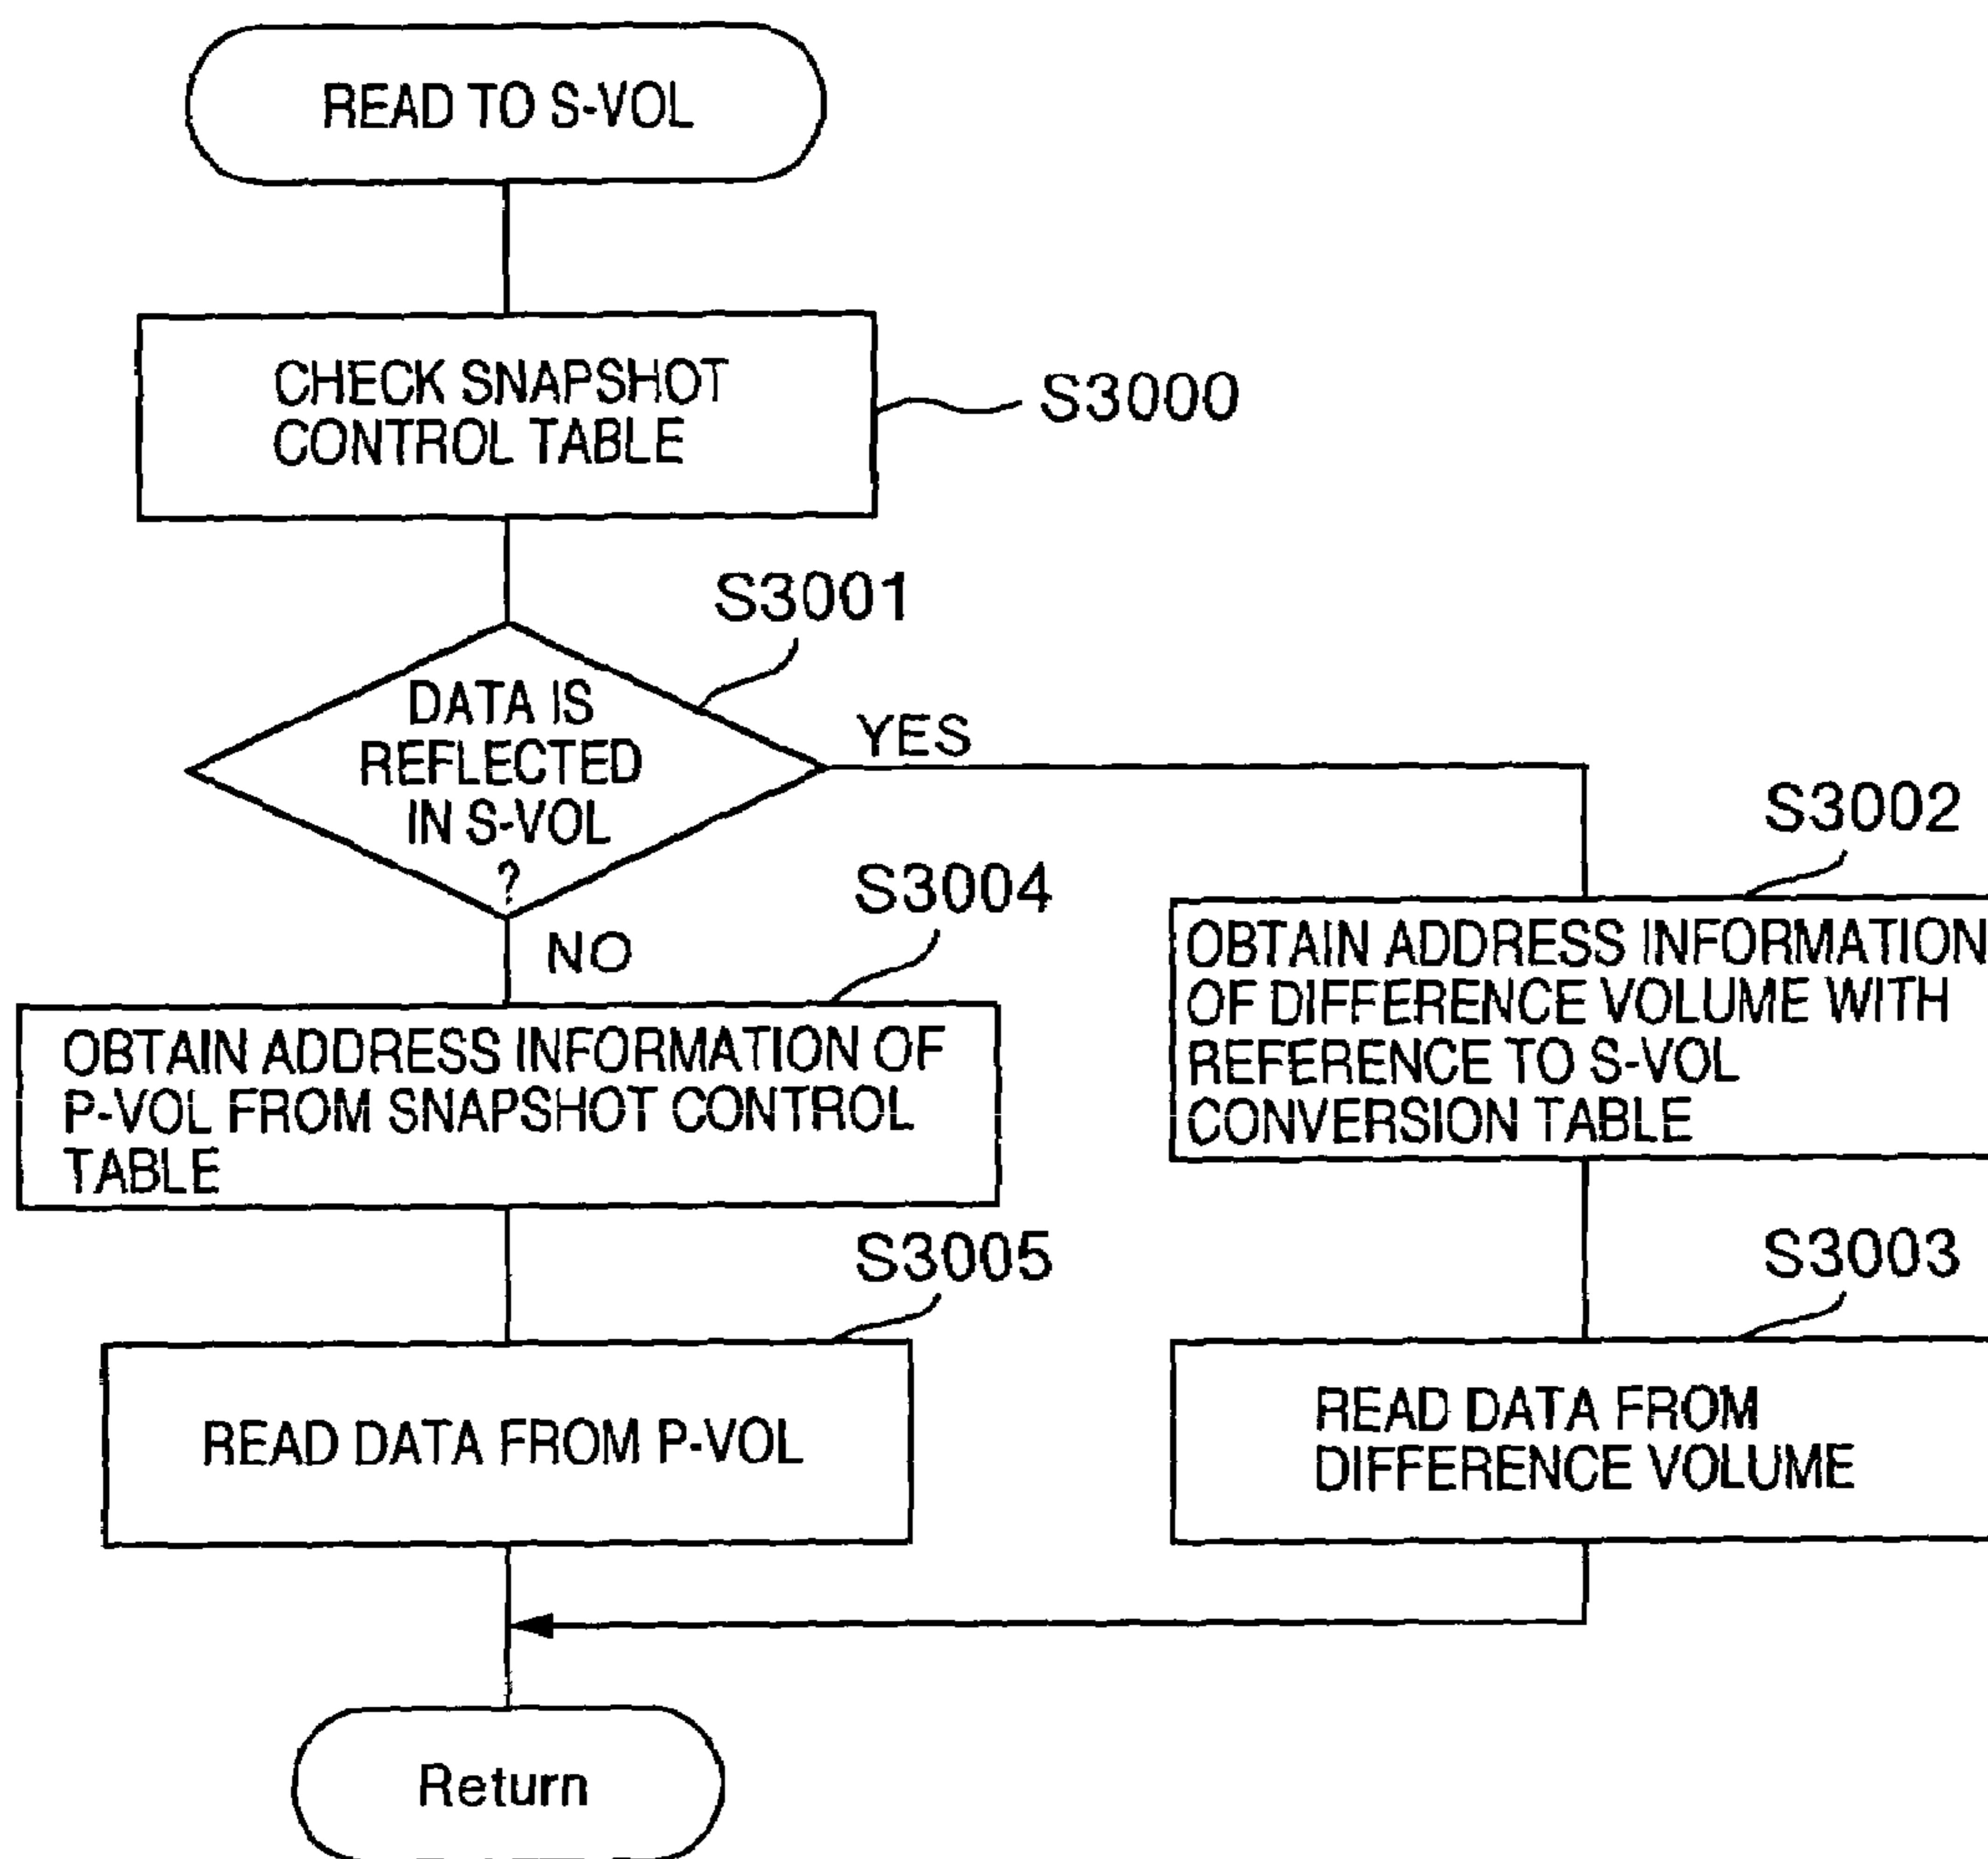 READ TO S-VOL
CHECK SNAPSHOT
CONTROL TABLE
S3000
S3001
DATA IS
REFLECTED
IN S-VOL
?
YES
NO
S3002
OBTAIN ADDRESS INFORMATION
OF DIFFERENCE VOLUME WITH
REFERENCE TO S-VOL
CONVERSION TABLE
S3004
OBTAIN ADDRESS INFORMATION OF
P-VOL FROM SNAPSHOT CONTROL
TABLE
S3003
READ DATA FROM
DIFFERENCE VOLUME
S3005
READ DATA FROM P-VOL
Return